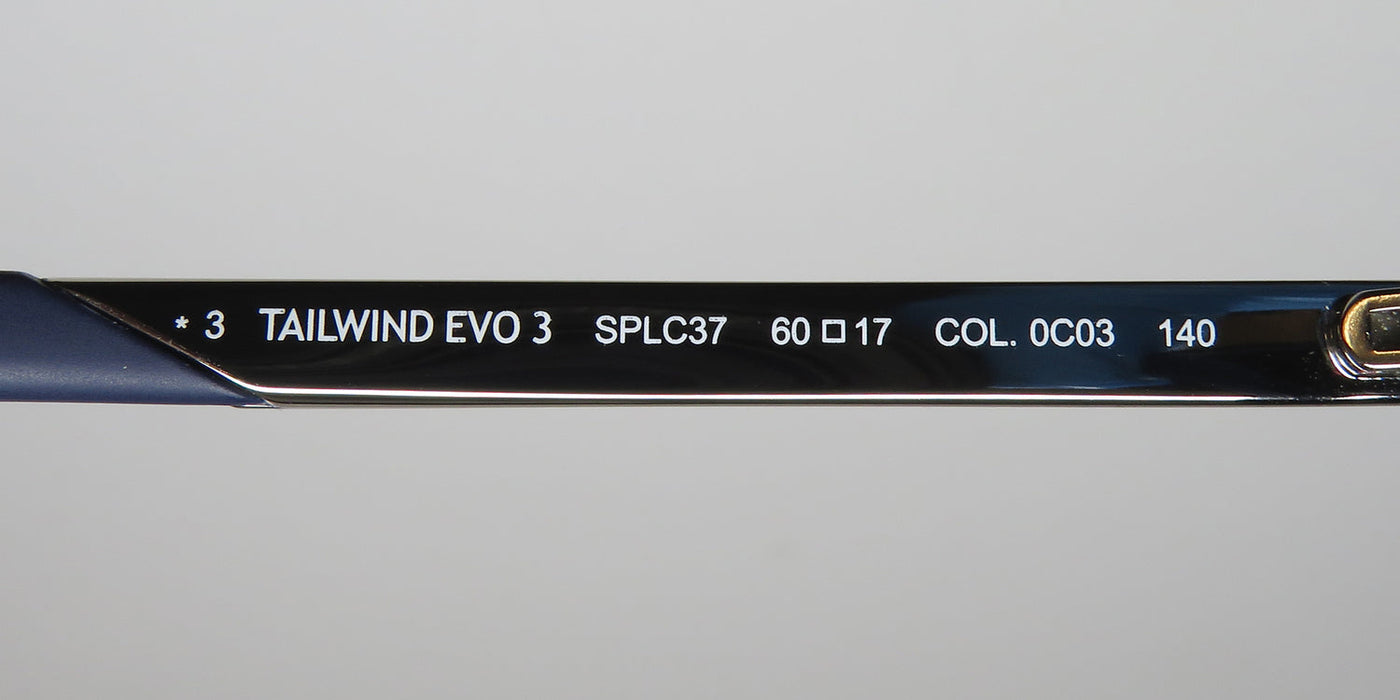 * 3 TAILWIND EVO 3 SPLC37 60□17 COL. 0C03 140